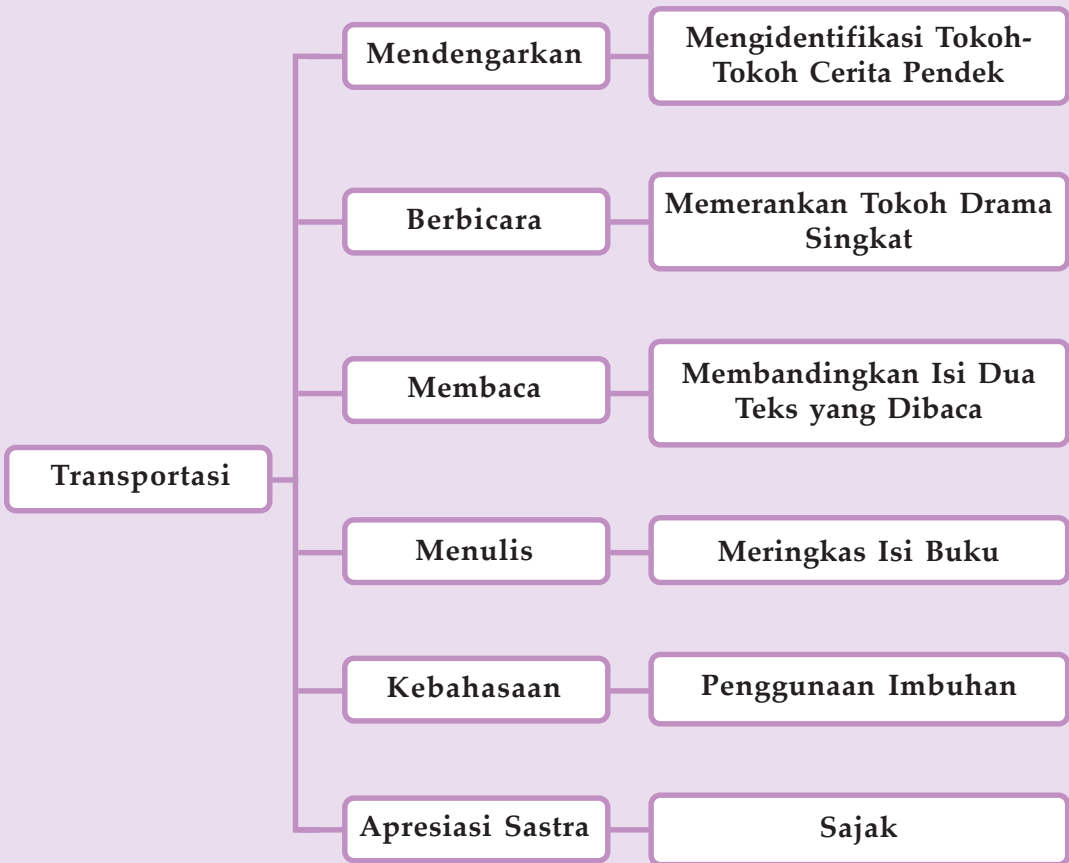 Mendengarkan
Mengidentifikasi Tokoh-
Tokoh Cerita Pendek
Berbicara
Memerankan Tokoh Drama
Singkat
Membaca
Membandingkan Isi Dua
Teks yang Dibaca
Transportasi
Menulis
Meringkas Isi Buku
Kebahasaan
Penggunaan Imbuhan
Apresiasi Sastra
Sajak